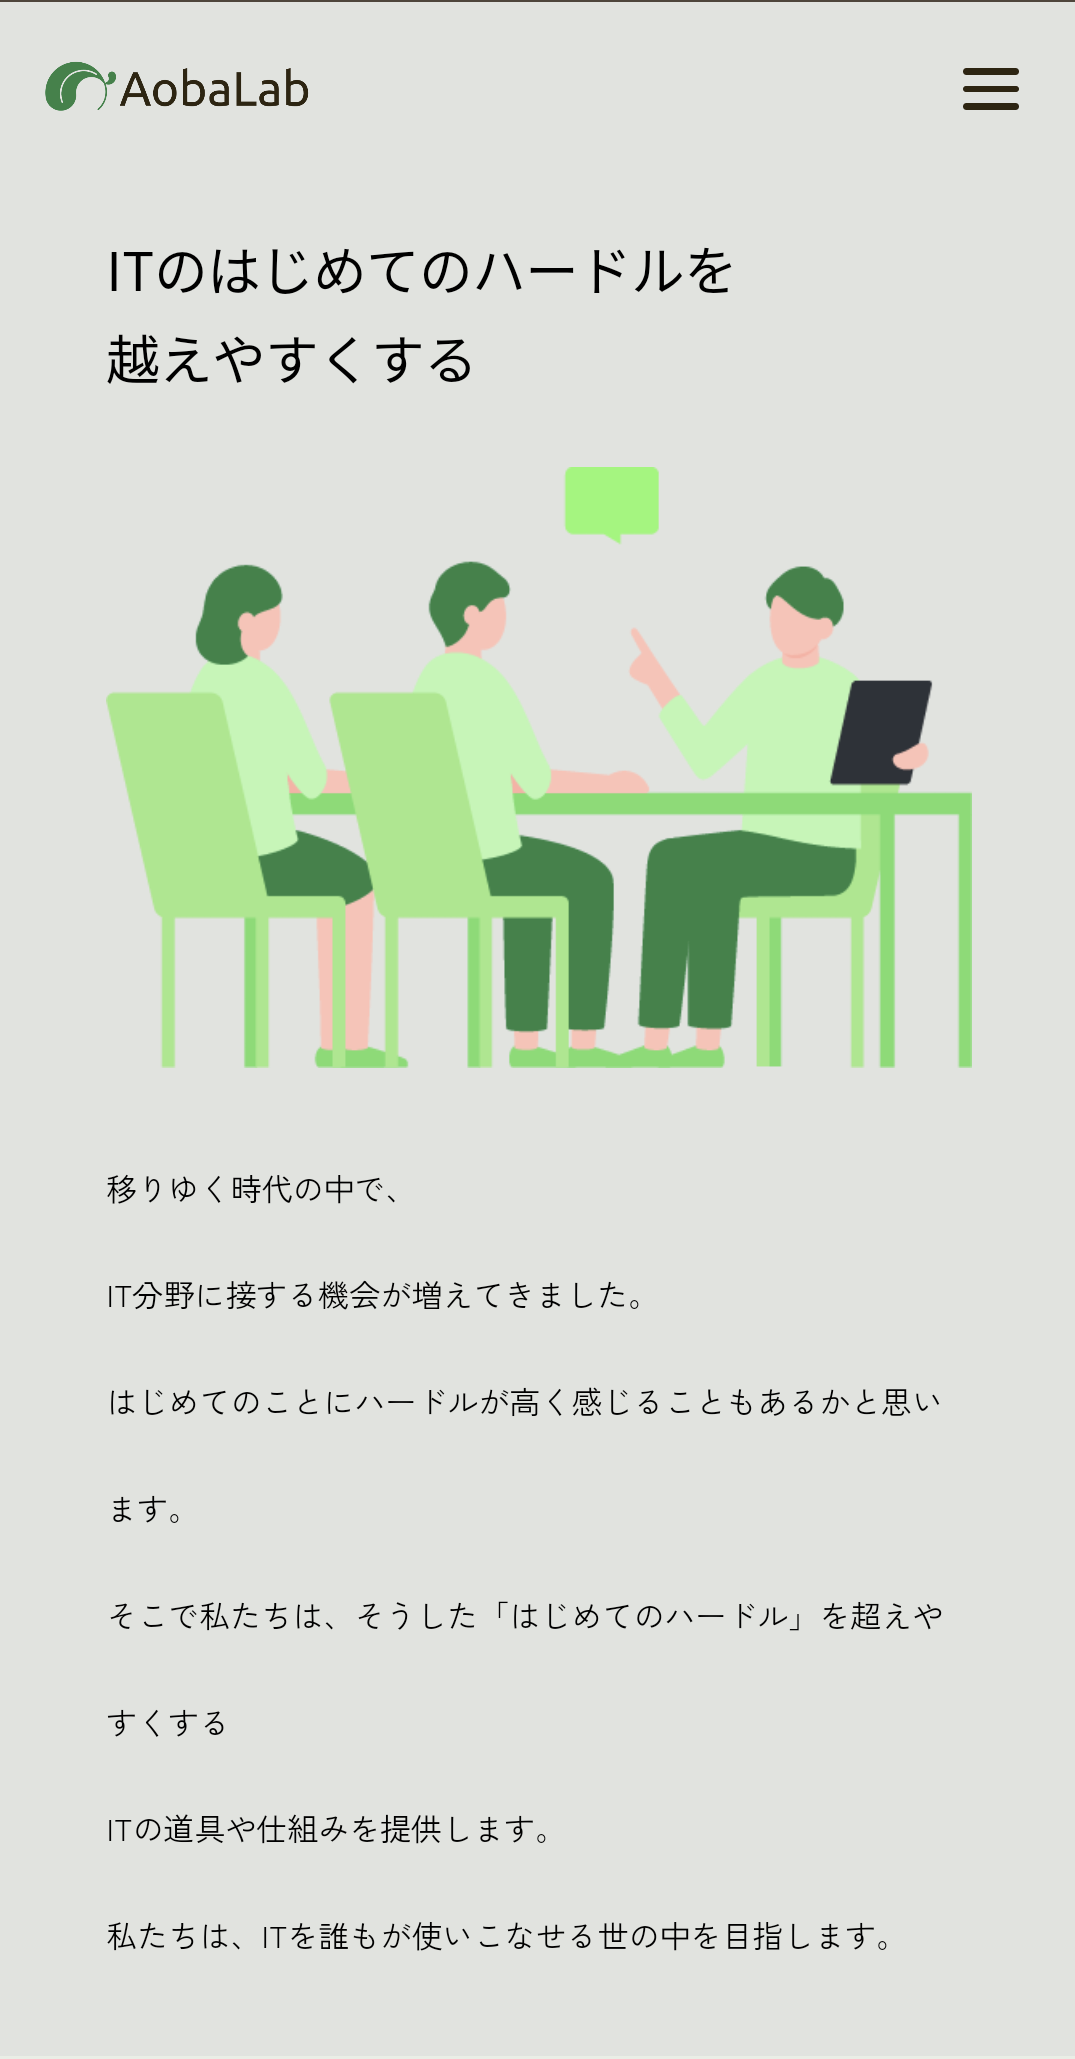 AobaLab
ITのはじめてのハードルを
越えやすくする
移りゆく時代の中で、
IT分野に接する機会が増えてきました。
はじめてのことにハードルが高く感じることもあるかと思い
ます。
そこで私たちは、そうした「はじめてのハードル」を超えや
すくする
ITの道具や仕組みを提供します。
私たちは、ITを誰もが使いこなせる世の中を目指します。